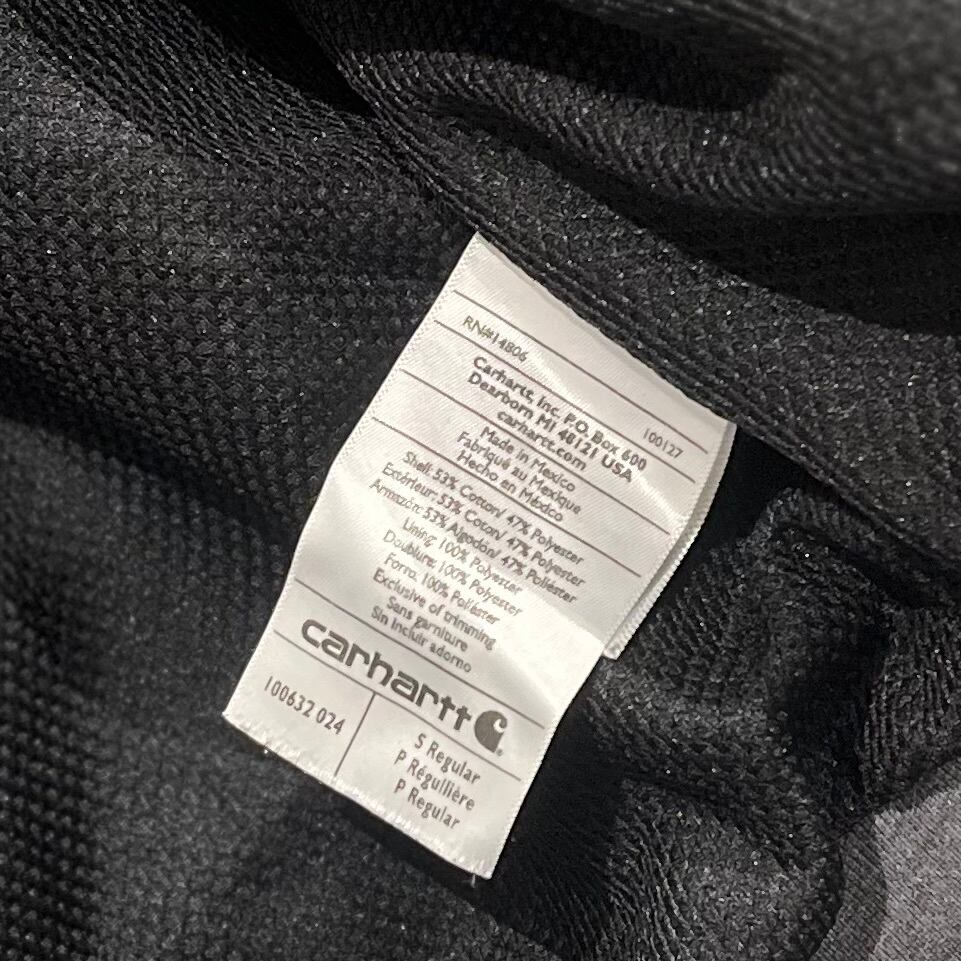 RN#14806
100127
Carhartt, Inc. P.O. Box 600
Dearborn MI 48121 USA
carhartt.com
Made in Mexico
Fabriqué au Mexique
Hecho en México
Shell: 53% Cotton/ 47% Polyester
Extérieur: 53% Coton/ 47% Polyester
Armazón: 53% Algodón/ 47% Poliéster
Lining: 100% Polyester
Doublure: 100% Polyester
Forro: 100% Poliéster
Exclusive of trimming
Sans garniture
Sin incluir adorno
carhartt
100632 024
S Regular
P Régullière
P Regular